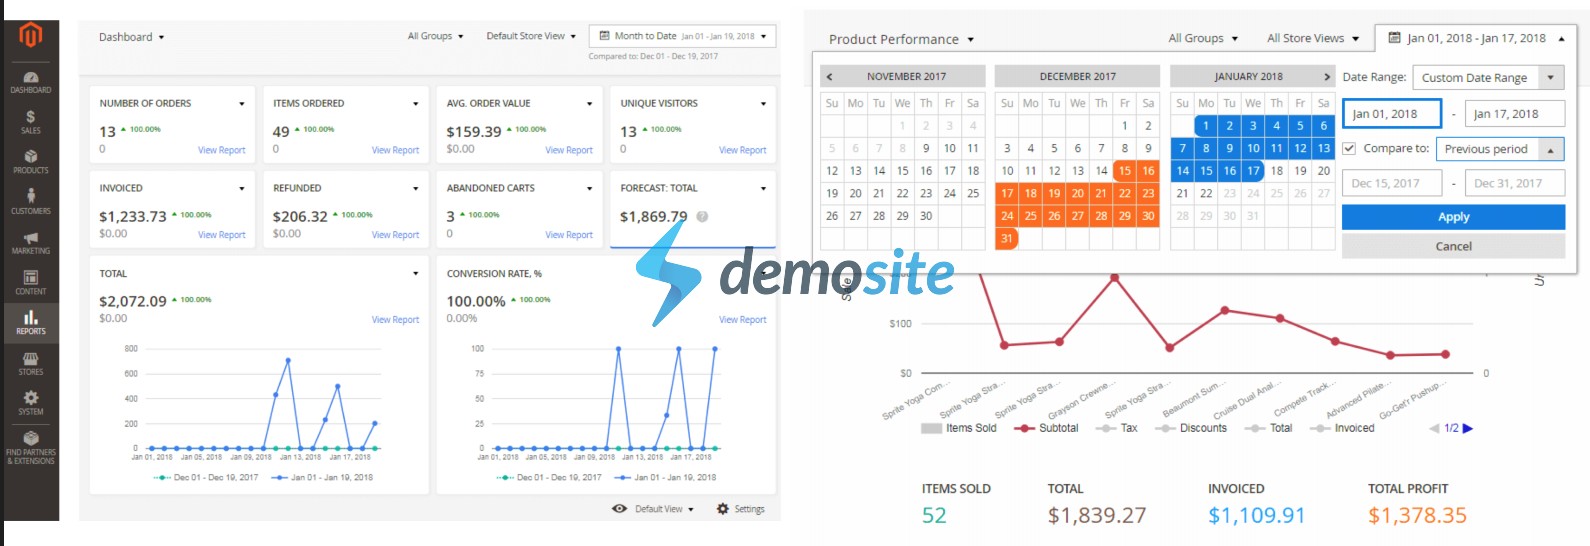 Dashboard
All Groups
Default Store View
Month to Date Jan 01 - Jan 19, 2018
Compared to: Dec 01 - Dec 19, 2017
DASHBOARD
SALES
PRODUCTS
CUSTOMERS
MARKETING
CONTENT
REPORTS
STORES
SYSTEM
FIND PARTNERS
& EXTENSIONS
NUMBER OF ORDERS
13 100.00%
0
View Report
ITEMS ORDERED
49 100.00%
0
View Report
AVG. ORDER VALUE
$159.39 100.00%
$0.00
View Report
UNIQUE VISITORS
13 100.00%
0
View Report
INVOICED
$1,233.73 100.00%
$0.00
View Report
REFUNDED
$206.32 100.00%
$0.00
View Report
ABANDONED CARTS
3 100.00%
0
View Report
FORECAST: TOTAL
$1,869.79 ?
TOTAL
$2,072.09 100.00%
$0.00
View Report
800
600
400
200
0
Jan 01, 2018 Jan 05, 2018 Jan 09, 2018 Jan 13, 2018 Jan 17, 2018
Dec 01 - Dec 19, 2017 Jan 01 - Jan 19, 2018
CONVERSION RATE, %
100.00% 100.00%
0.00%
View Report
100
75
50
25
0
Jan 01, 2018 Jan 05, 2018 Jan 09, 2018 Jan 13, 2018 Jan 17, 2018
Dec 01 - Dec 19, 2017 Jan 01 - Jan 19, 2018
Default View
Settings
demosite
Product Performance
All Groups
All Store Views
Jan 01, 2018 - Jan 17, 2018
< NOVEMBER 2017
Su Mo Tu We Th Fr Sa
1 2 3 4
5 6 7 8 9 10 11
12 13 14 15 16 17 18
19 20 21 22 23 24 25
26 27 28 29 30
DECEMBER 2017
Su Mo Tu We Th Fr Sa
1 2
3 4 5 6 7 8 9
10 11 12 13 14 15 16
17 18 19 20 21 22 23
24 25 26 27 28 29 30
31
JANUARY 2018 >
Su Mo Tu We Th Fr Sa
1 2 3 4 5 6
7 8 9 10 11 12 13
14 15 16 17 18 19 20
21 22 23 24 25 26 27
28 29 30 31
Date Range: Custom Date Range
Jan 01, 2018 - Jan 17, 2018
Compare to: Previous period
Dec 15, 2017 - Dec 31, 2017
Apply
Cancel
$100
$0
0
Sprite Yoga Com...
Sprite Yoga Stra...
Sprite Yoga Stra...
Grayson Crewne...
Sprite Yoga Stra...
Beaumont Sum...
Cruise Dual Anal...
Compete Track...
Advanced Pilate...
Go-Get'r Pushup...
Items Sold Subtotal Tax Discounts Total Invoiced 1/2
ITEMS SOLD
52
TOTAL
$1,839.27
INVOICED
$1,109.91
TOTAL PROFIT
$1,378.35